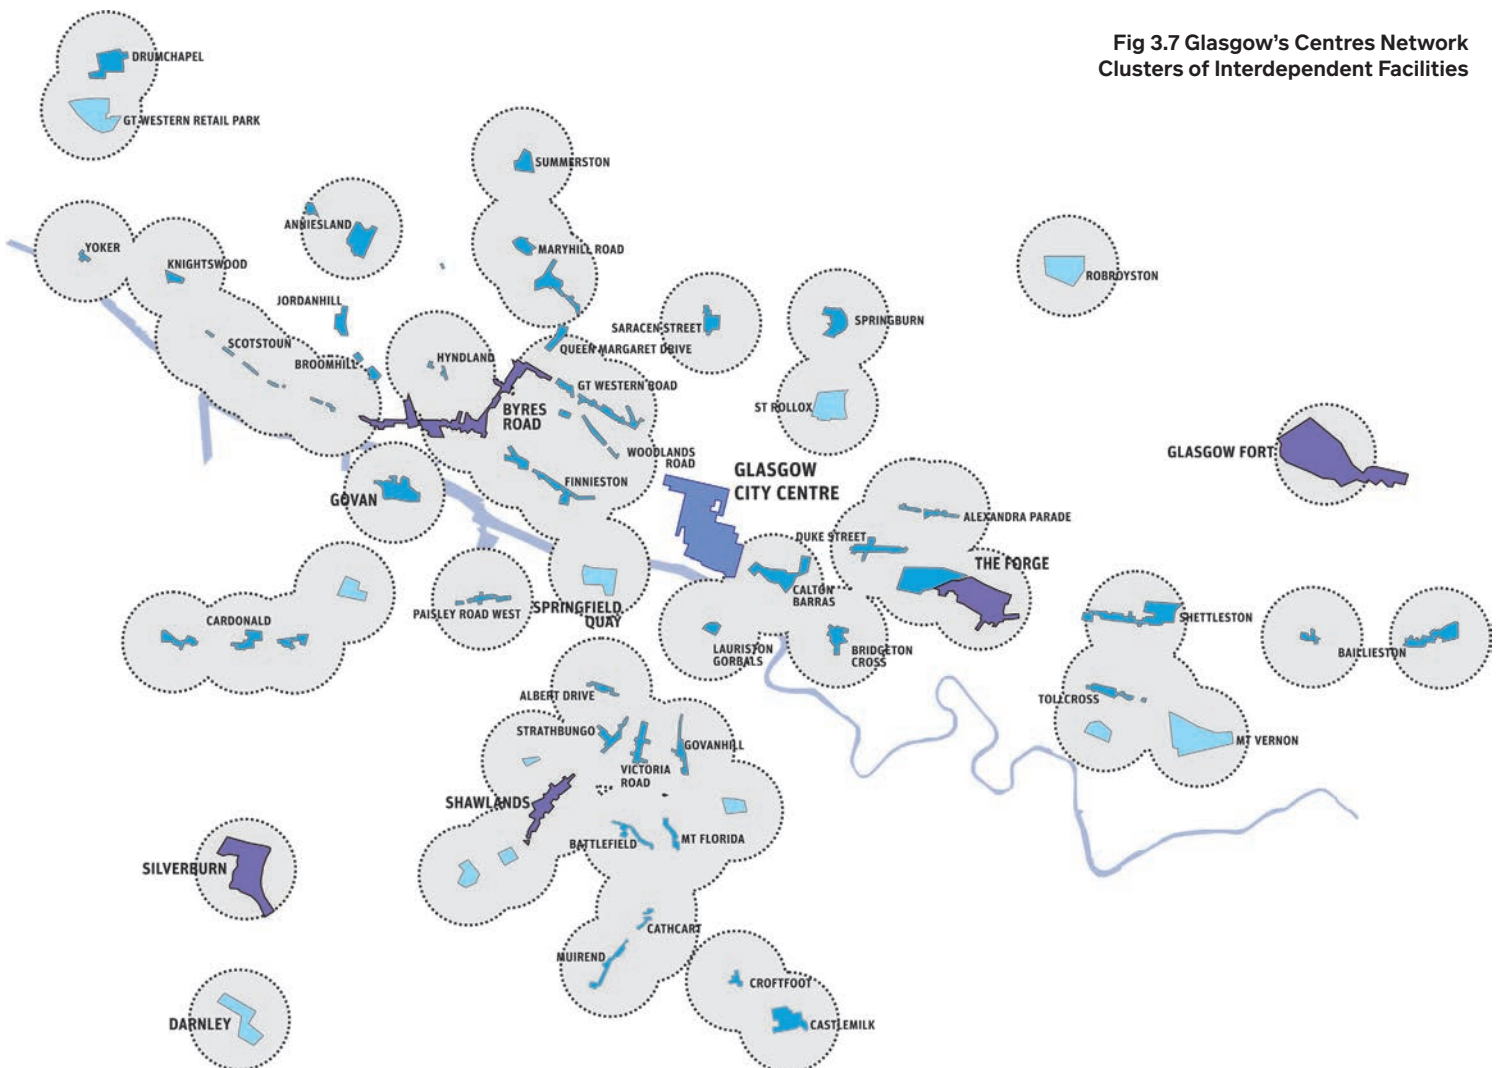 Fig 3.7 Glasgow's Centres Network
Clusters of Interdependent Facilities
DRUMCHAPEL
GT WESTERN RETAIL PARK
SUMMERSTON
ANNIESLAND
YOKER
KNIGHTSWOOD
MARYHILL ROAD
ROBROYSTON
JORDANHILL
SARACEN STREET
SPRINGBURN
SCOTSTOUN
BROOMHILL
HYNDLAND
QUEEN MARGARET DRIVE
GT WESTERN ROAD
BYRES
ROAD
ST ROLLOX
WOODLANDS
ROAD
GLASGOW FORT
GLASGOW
CITY CENTRE
FINNIESTON
GOVAN
ALEXANDRA PARADE
DUKE STREET
THE FORGE
CALTON
BARRAS
PAISLEY ROAD WEST
SPRINGFIELD
QUAY
CARDONALD
LAURISTON
GORBALS
BRIDGETON
CROSS
SHETTLESTON
BAILLIESTON
ALBERT DRIVE
TOLLCROSS
STRATHBUNGO
GOVANHILL
MT VERNON
VICTORIA
ROAD
SHAWLANDS
BATTLEFIELD
MT FLORIDA
SILVERBURN
CATHCART
MUIREND
CROFTFOOT
DARNLEY
CASTLEMILK